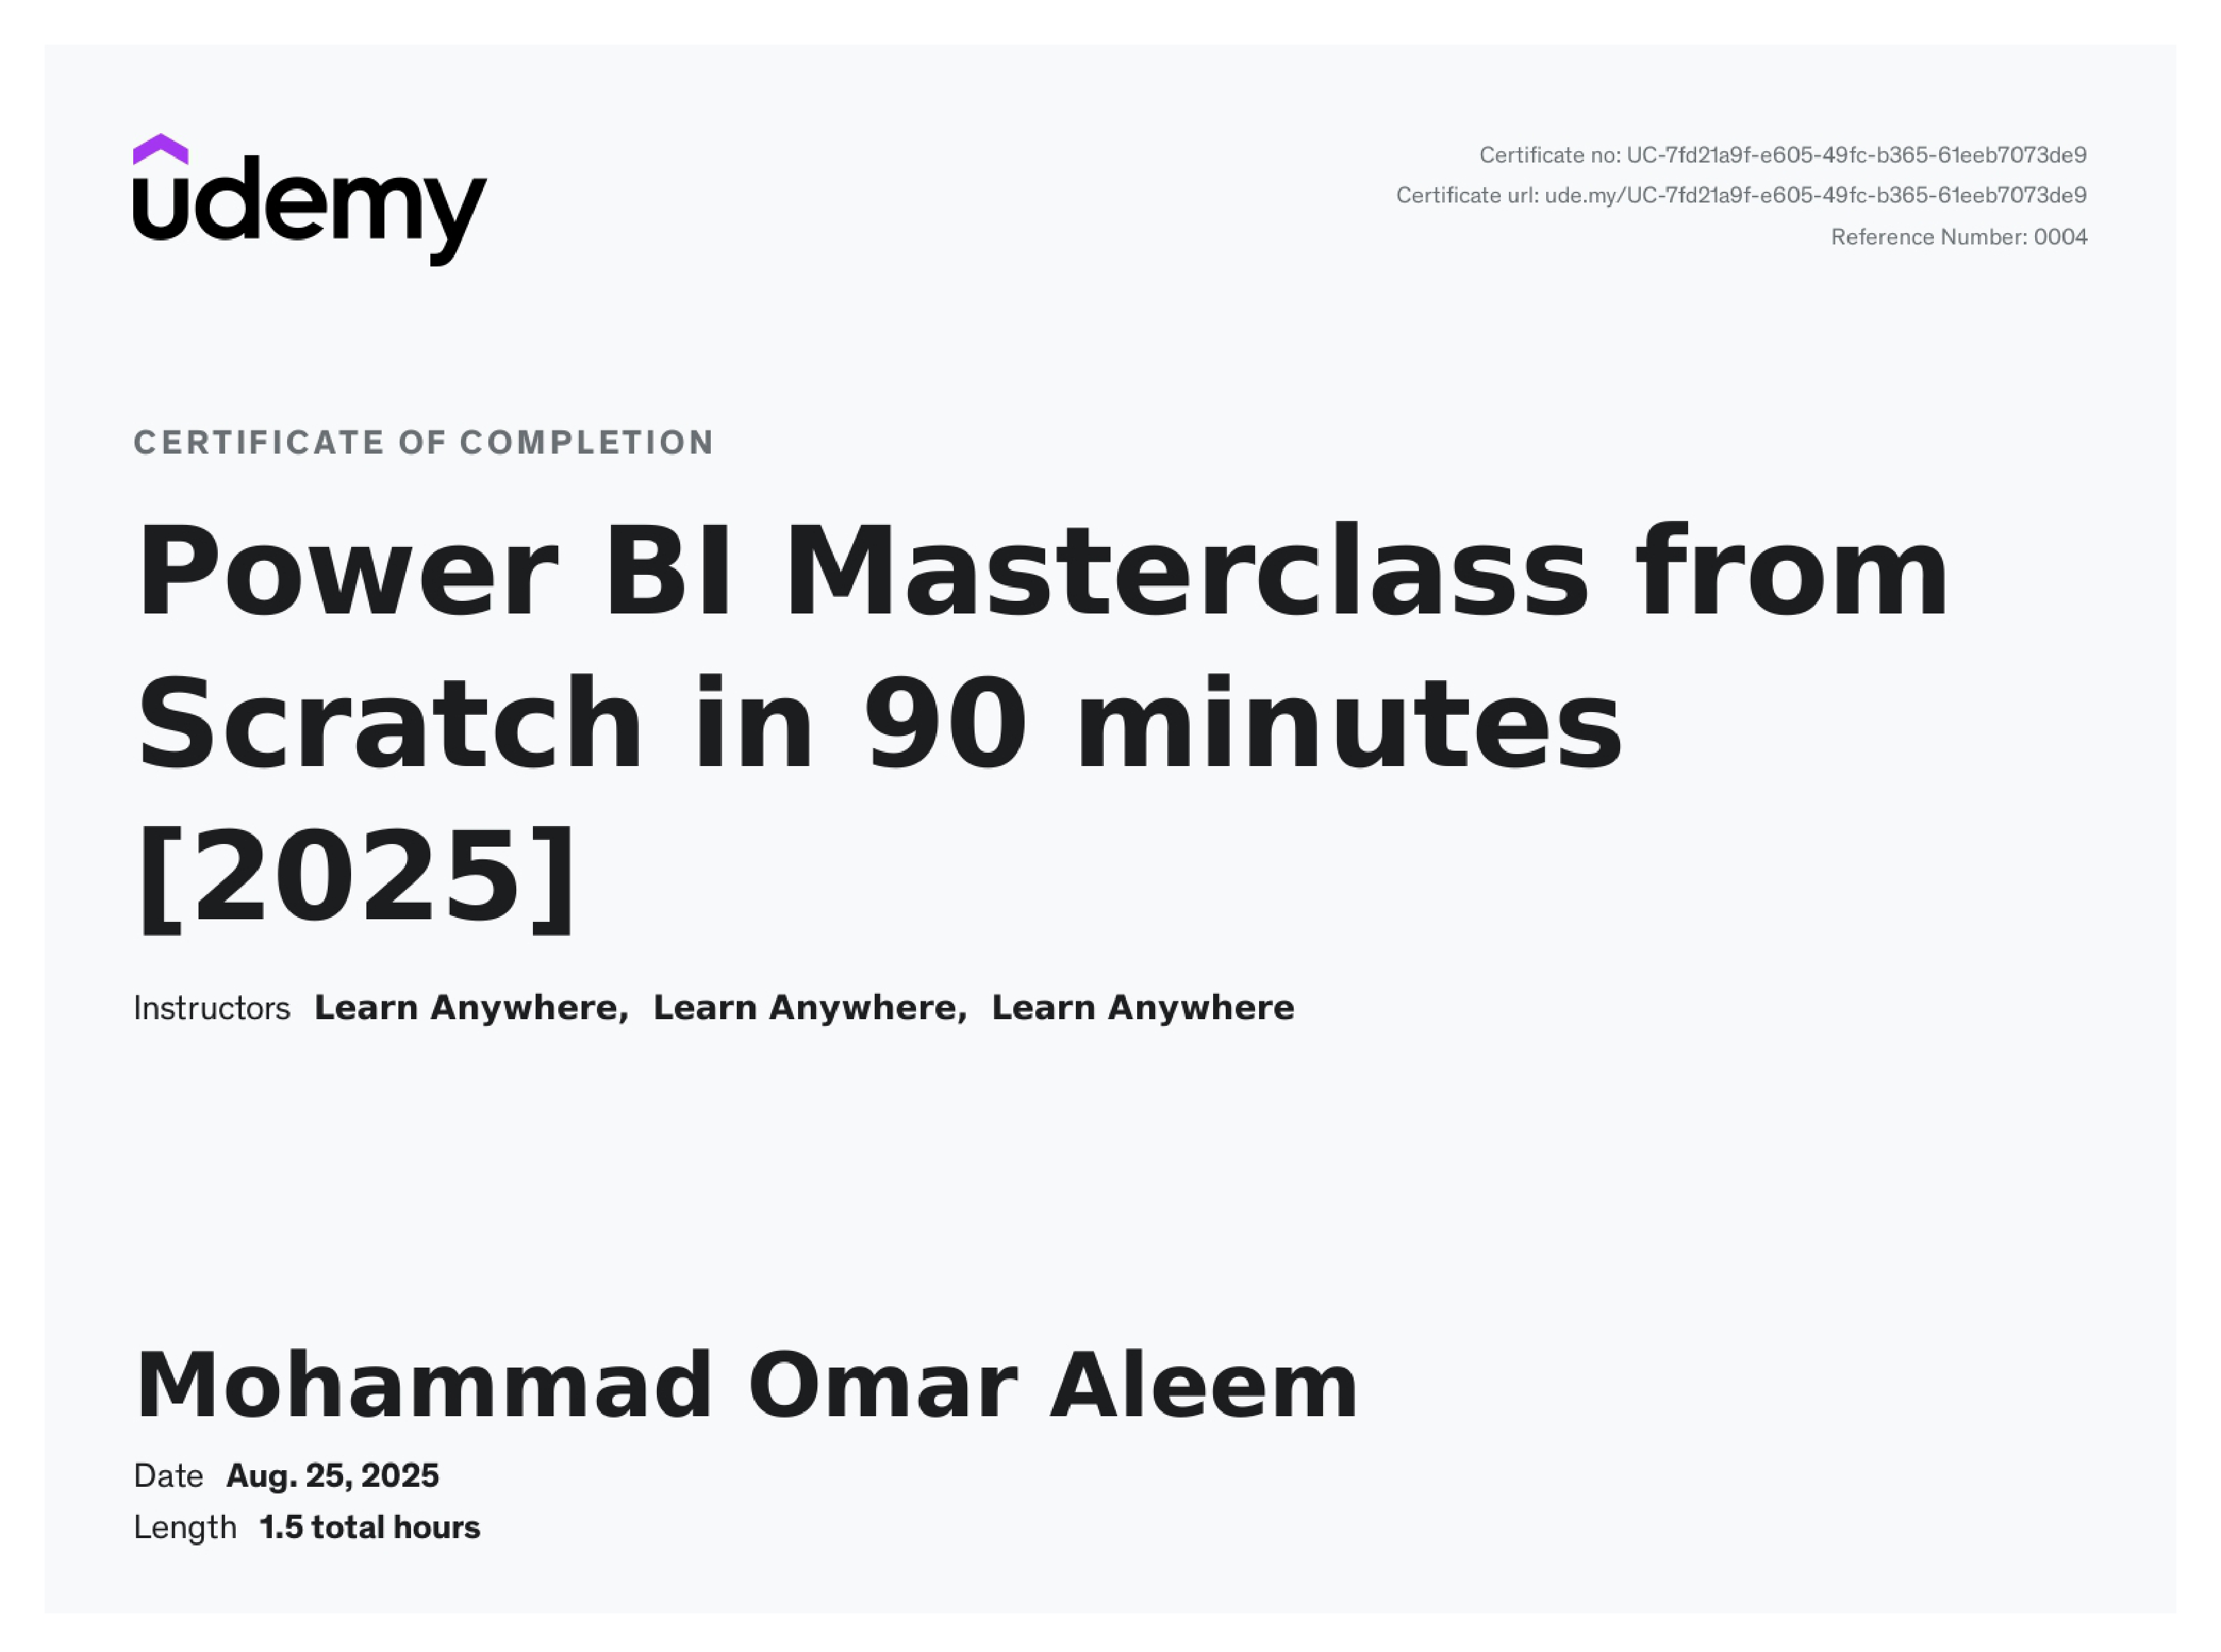 udemy
Certificate no: UC-7fd21a9f-e605-49fc-b365-61eeb7073de9
Certificate url: ude.my/UC-7fd21a9f-e605-49fc-b365-61eeb7073de9
Reference Number: 0004
CERTIFICATE OF COMPLETION
Power BI Masterclass from
Scratch in 90 minutes
[2025]
Instructors Learn Anywhere, Learn Anywhere, Learn Anywhere
Mohammad Omar Aleem
Date Aug. 25, 2025
Length 1.5 total hours